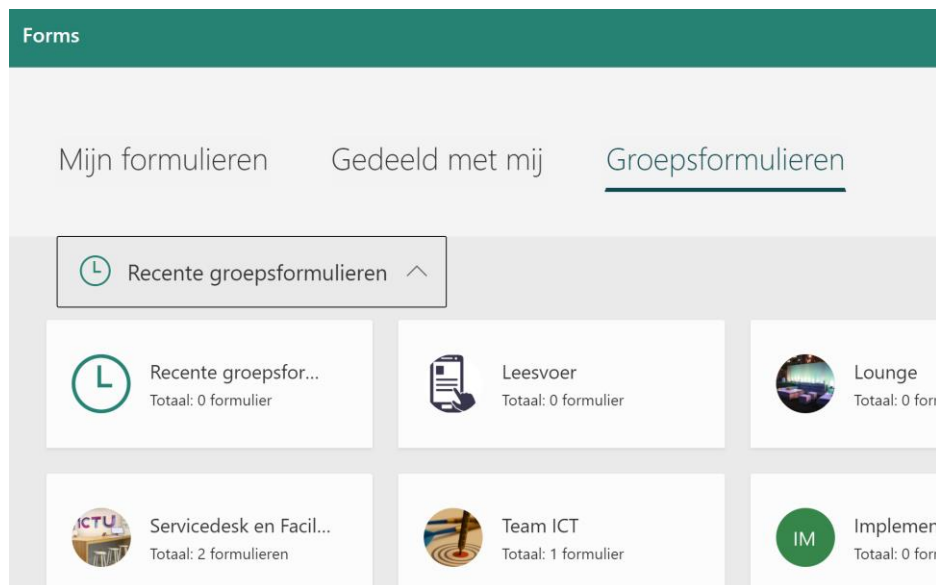 Forms
Mijn formulieren Gedeeld met mij Groepsformulieren
Recente groepsformulieren
Recente groepsfor...
Totaal: 0 formulier
Leesvoer
Totaal: 0 formulier
Lounge
Totaal: 0 for
ICTU
Servicedesk en Facil...
Totaal: 2 formulieren
Team ICT
Totaal: 1 formulier
IM
Implemen
Totaal: 0 for